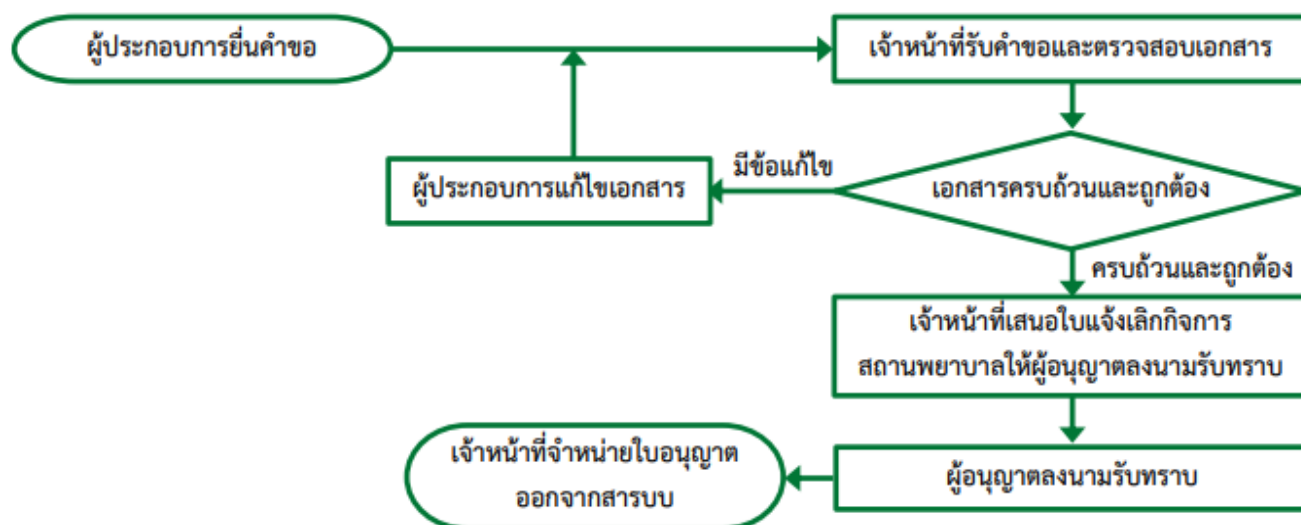 ผู้ประกอบการยื่นคำขอ
เจ้าหน้าที่รับคำขอและตรวจสอบเอกสาร
มีข้อแก้ไข
ผู้ประกอบการแก้ไขเอกสาร
เอกสารครบถ้วนและถูกต้อง
ครบถ้วนและถูกต้อง
เจ้าหน้าที่เสนอใบแจ้งเลิกกิจการ
สถานพยาบาลให้ผู้อนุญาตลงนามรับทราบ
ผู้อนุญาตลงนามรับทราบ
เจ้าหน้าที่จำหน่ายใบอนุญาต
ออกจากสารบบ